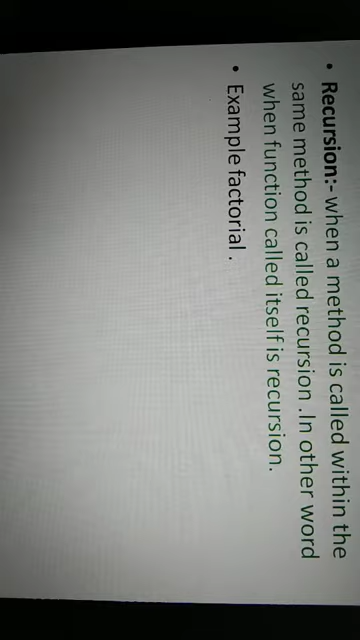 • Recursion:- when a method is called within the
same method is called recursion .In other word
when function called itself is recursion.
• Example factorial .